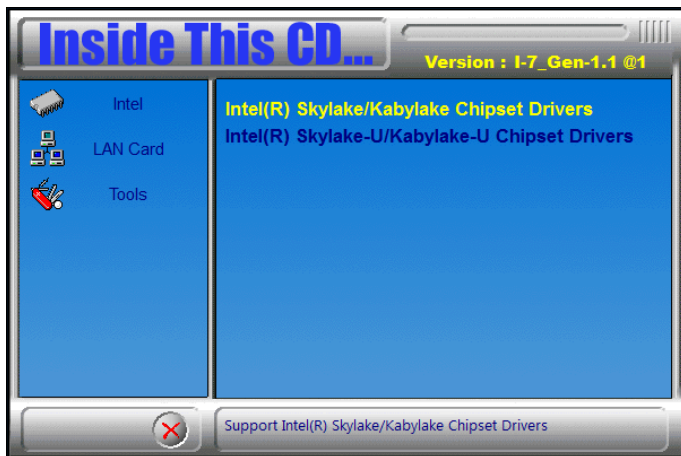 Inside This CD...
Version : I-7_Gen-1.1 @1
Intel
LAN Card
Tools
Intel(R) Skylake/Kabylake Chipset Drivers
Intel(R) Skylake-U/Kabylake-U Chipset Drivers
Support Intel(R) Skylake/Kabylake Chipset Drivers